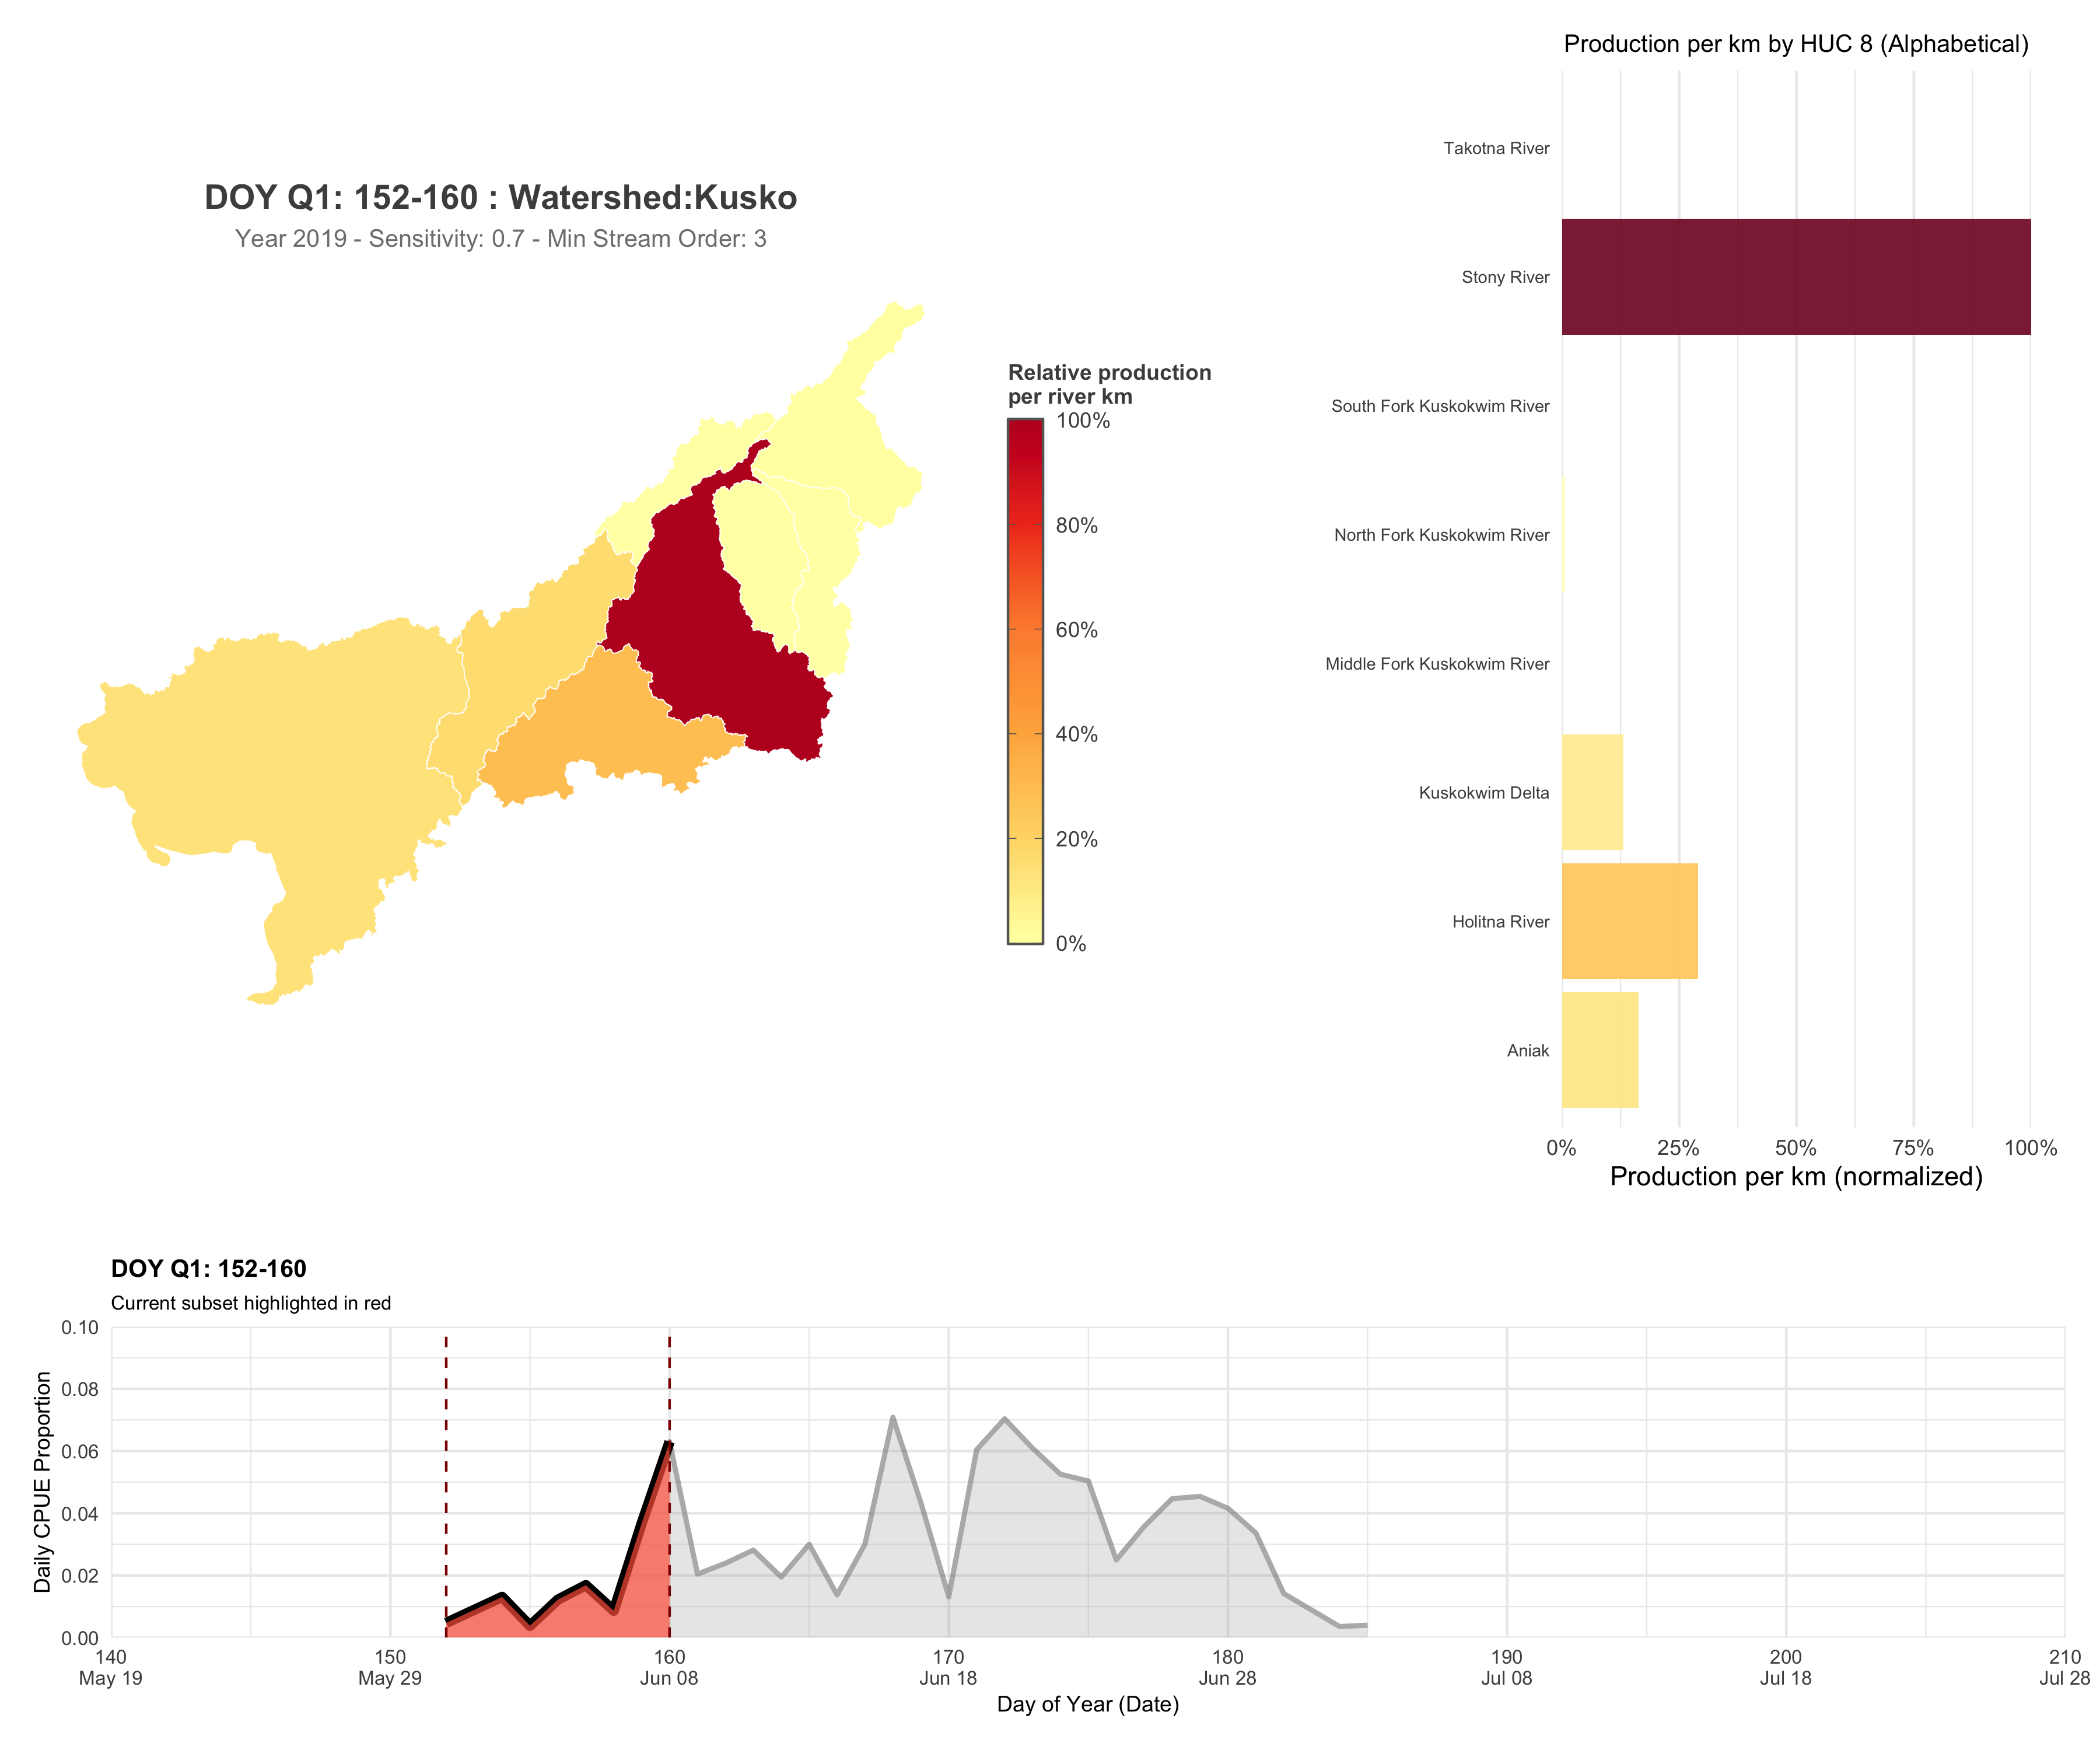 Production per km by HUC 8 (Alphabetical)
Takotna River
Stony River
South Fork Kuskokwim River
North Fork Kuskokwim River
Middle Fork Kuskokwim River
Kuskokwim Delta
Holitna River
Aniak
0% 25% 50% 75% 100%
Production per km (normalized)
DOY Q1: 152-160 : Watershed:Kusko
Year 2019 - Sensitivity: 0.7 - Min Stream Order: 3
Relative production
per river km
100%
80%
60%
40%
20%
0%
DOY Q1: 152-160
Current subset highlighted in red
Daily CPUE Proportion
0.10
0.08
0.06
0.04
0.02
0.00
140 150 160 170 180 190 200 210
May 19 May 29 Jun 08 Jun 18 Jun 28 Jul 08 Jul 18 Jul 28
Day of Year (Date)